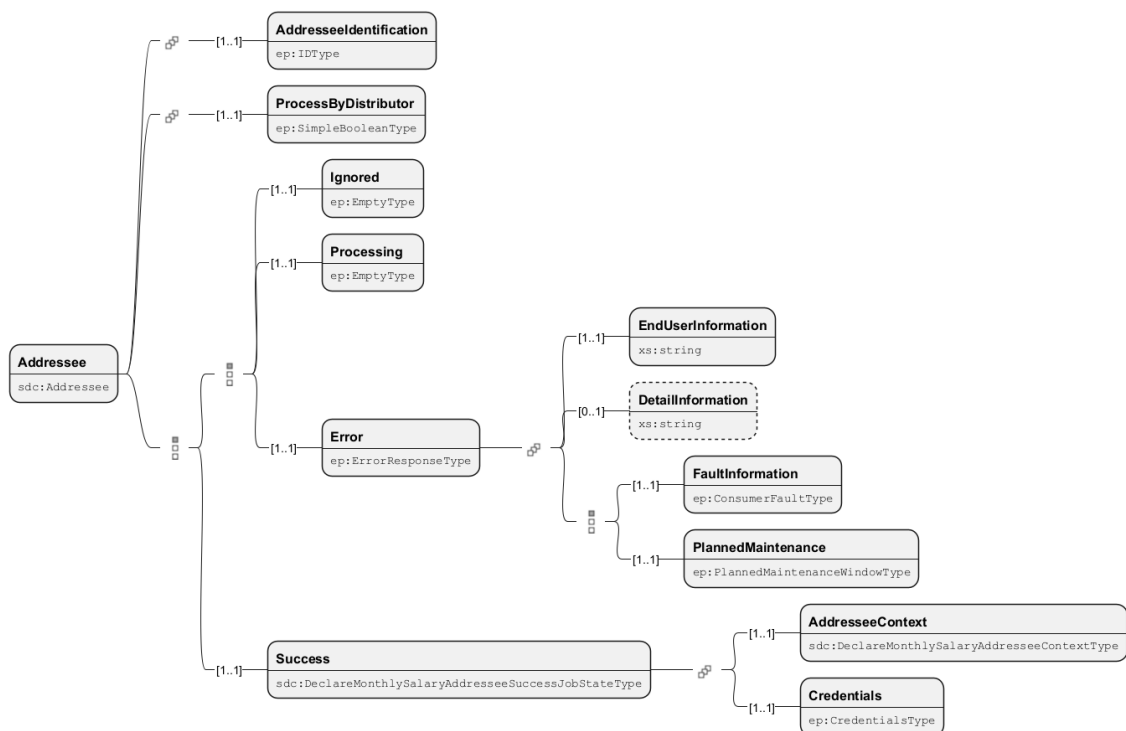 AddresseeIdentification
[1..1]
ep:IDType
ProcessByDistributor
[1..1]
ep:SimpleBooleanType
Ignored
[1..1]
ep:EmptyType
Processing
[1..1]
ep:EmptyType
EndUserInformation
[1..1]
xs:string
Addressee
sdc:Addressee
DetailInformation
[0..1]
xs:string
Error
[1..1]
ep:ErrorResponseType
FaultInformation
[1..1]
ep:ConsumerFaultType
PlannedMaintenance
[1..1]
ep:PlannedMaintenanceWindowType
AddresseeContext
[1..1]
sdc:DeclareMonthlySalaryAddresseeContextType
Success
[1..1]
sdc:DeclareMonthlySalaryAddresseeSuccessJobStateType
Credentials
[1..1]
ep:CredentialsType